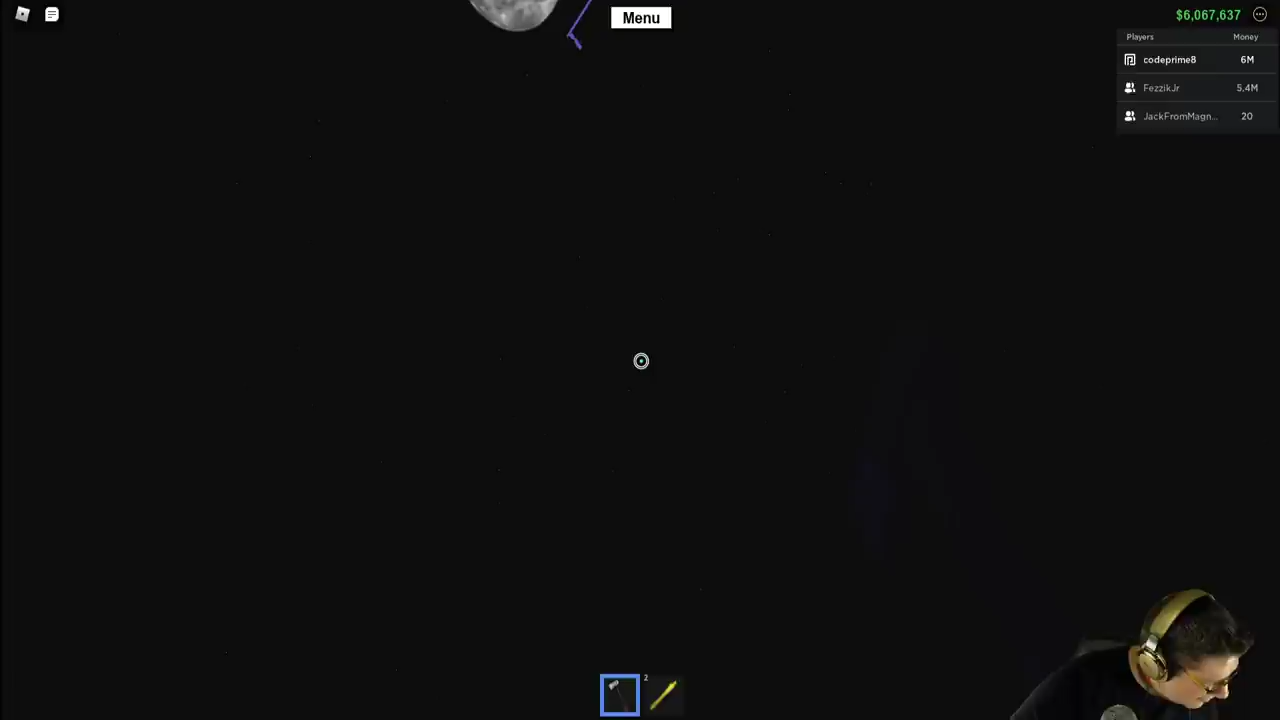 Menu
$6,067,637
Players Money
codeprime8 6M
FezzikJr 5.4M
JackFromMagn... 20
2